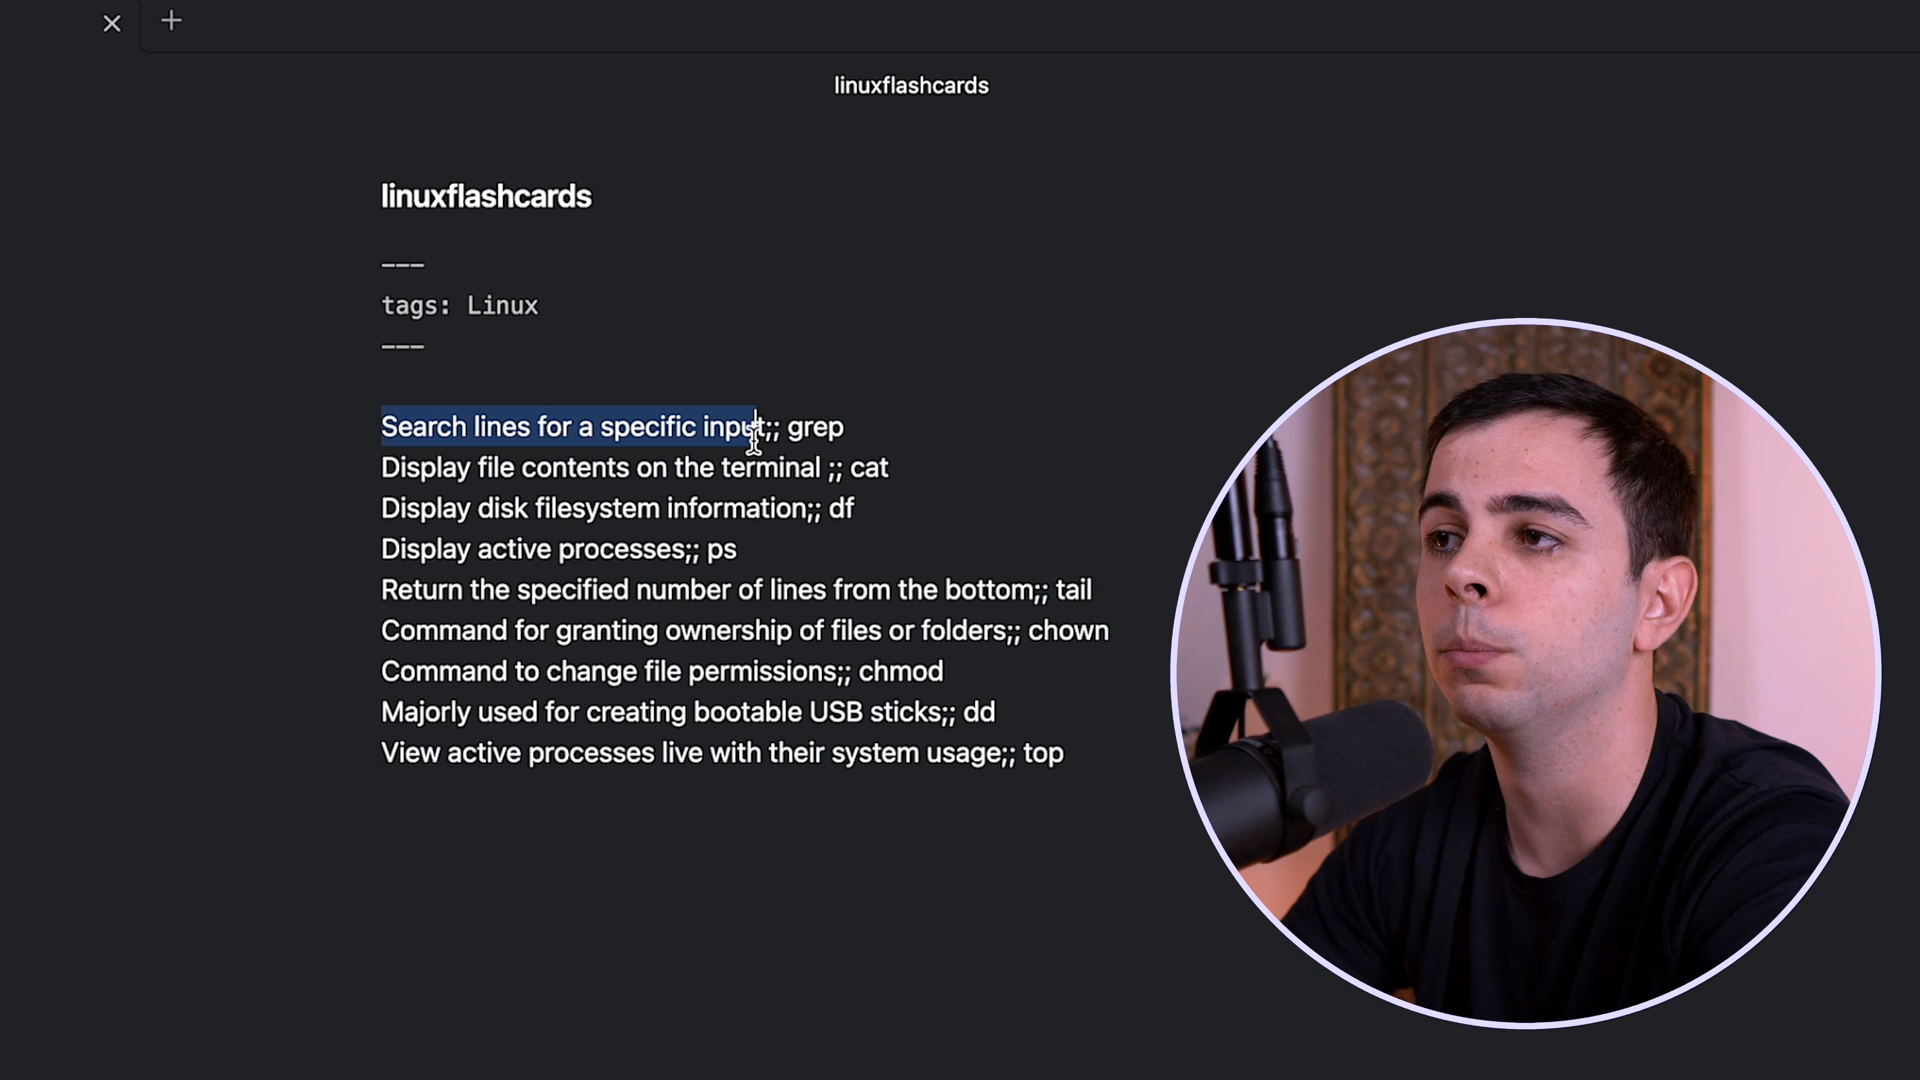 linuxflashcards
linuxflashcards
---
tags: Linux
---
Search lines for a specific input;; grep
Display file contents on the terminal ;; cat
Display disk filesystem information;; df
Display active processes;; ps
Return the specified number of lines from the bottom;; tail
Command for granting ownership of files or folders;; chown
Command to change file permissions;; chmod
Majorly used for creating bootable USB sticks;; dd
View active processes live with their system usage;; top